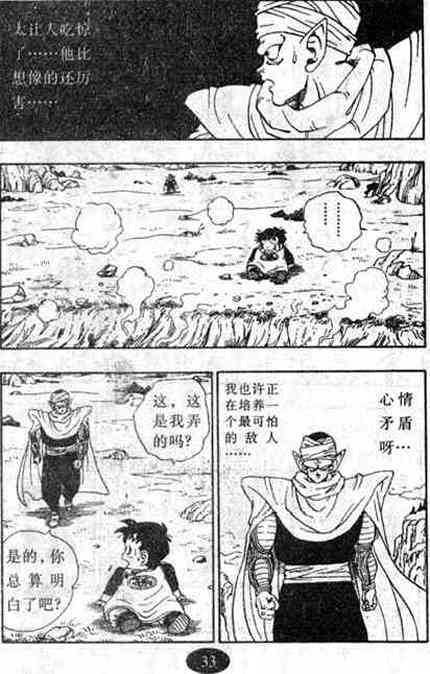 太让人吃惊
了……他比
想像的还厉
害……
………
这，这
是我弄
的吗？
是的，你
总算明
白了吧？
我也许正
在培养一
个最可怕
的敌人
……
心情
矛盾
呀…
33